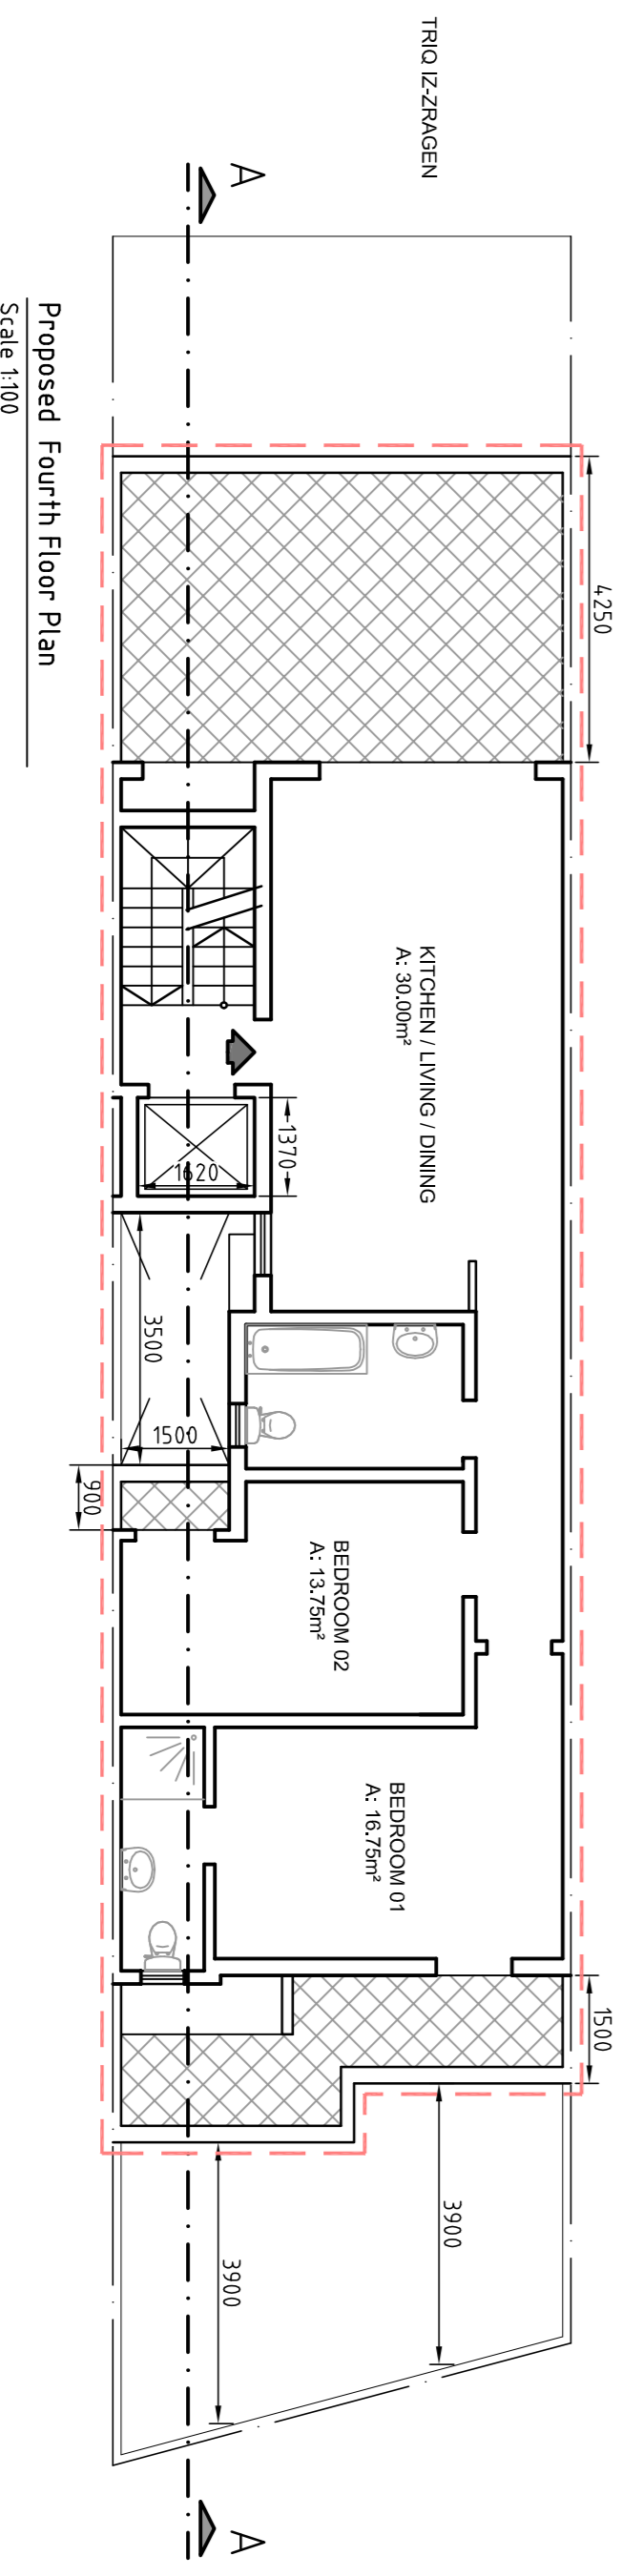 TRIQ IZ-ZRAGEN
A
Proposed Fourth Floor Plan
Scale 1:100
4250
KITCHEN / LIVING / DINING
A: 30.00m²
1370
1620
3500
1500
900
BEDROOM 02
A: 13.75m²
BEDROOM 01
A: 16.75m²
1500
3900
3900
A